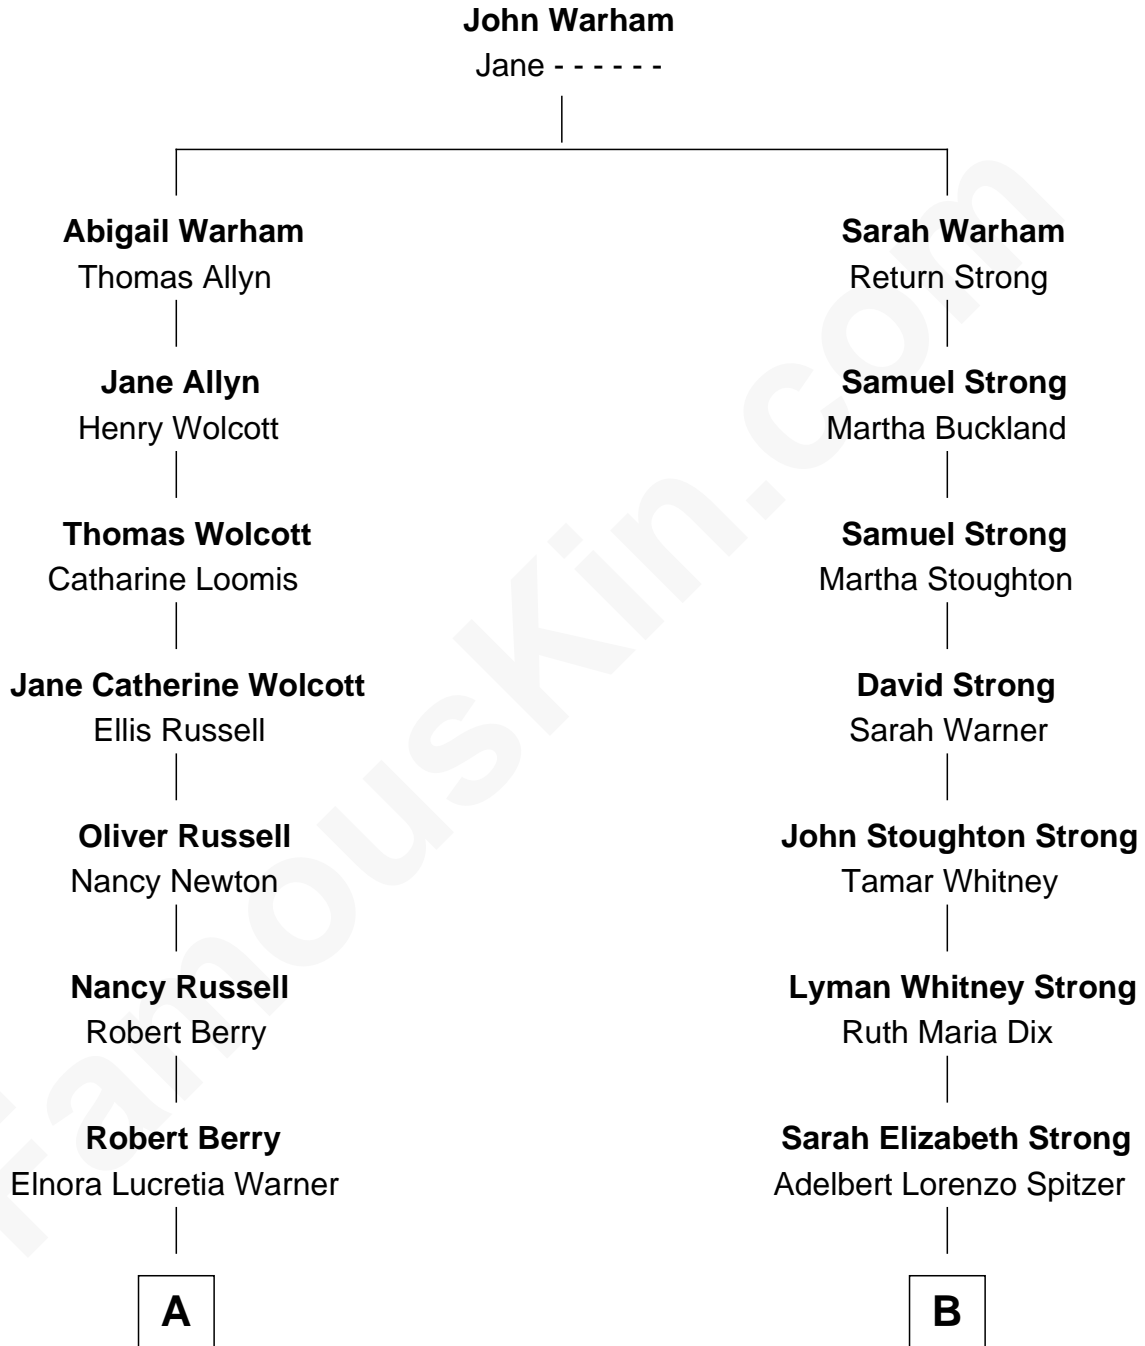 John Warham
Jane - - - - - -
Abigail Warham
Thomas Allyn
Sarah Warham
Return Strong
Jane Allyn
Henry Wolcott
Samuel Strong
Martha Buckland
Thomas Wolcott
Catharine Loomis
Samuel Strong
Martha Stoughton
Jane Catherine Wolcott
Ellis Russell
David Strong
Sarah Warner
Oliver Russell
Nancy Newton
John Stoughton Strong
Tamar Whitney
Nancy Russell
Robert Berry
Lyman Whitney Strong
Ruth Maria Dix
Robert Berry
Elnora Lucretia Warner
Sarah Elizabeth Strong
Adelbert Lorenzo Spitzer
A
B
FamousKin.com